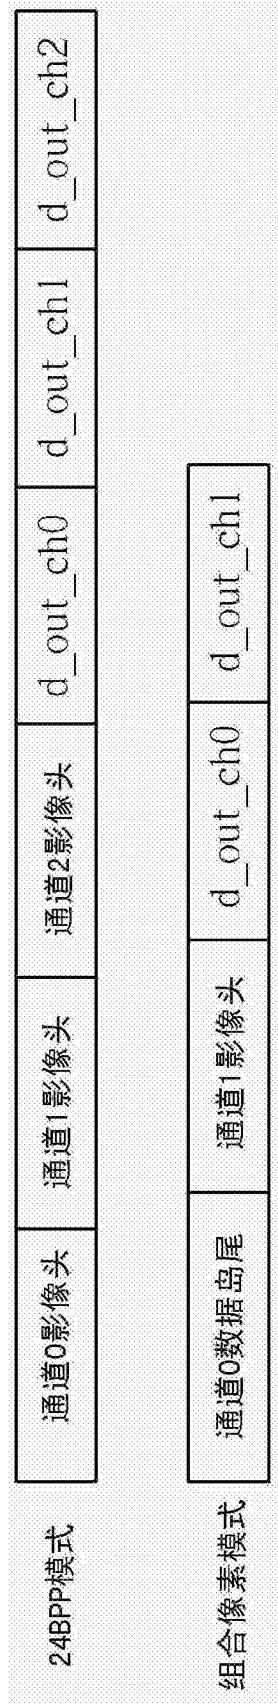 24BPP模式
通道0影像头
通道1影像头
通道2影像头
d_out_ch0
d_out_ch1
d_out_ch2
组合像素模式
通道0数据岛尾
通道1影像头
d_out_ch0
d_out_ch1